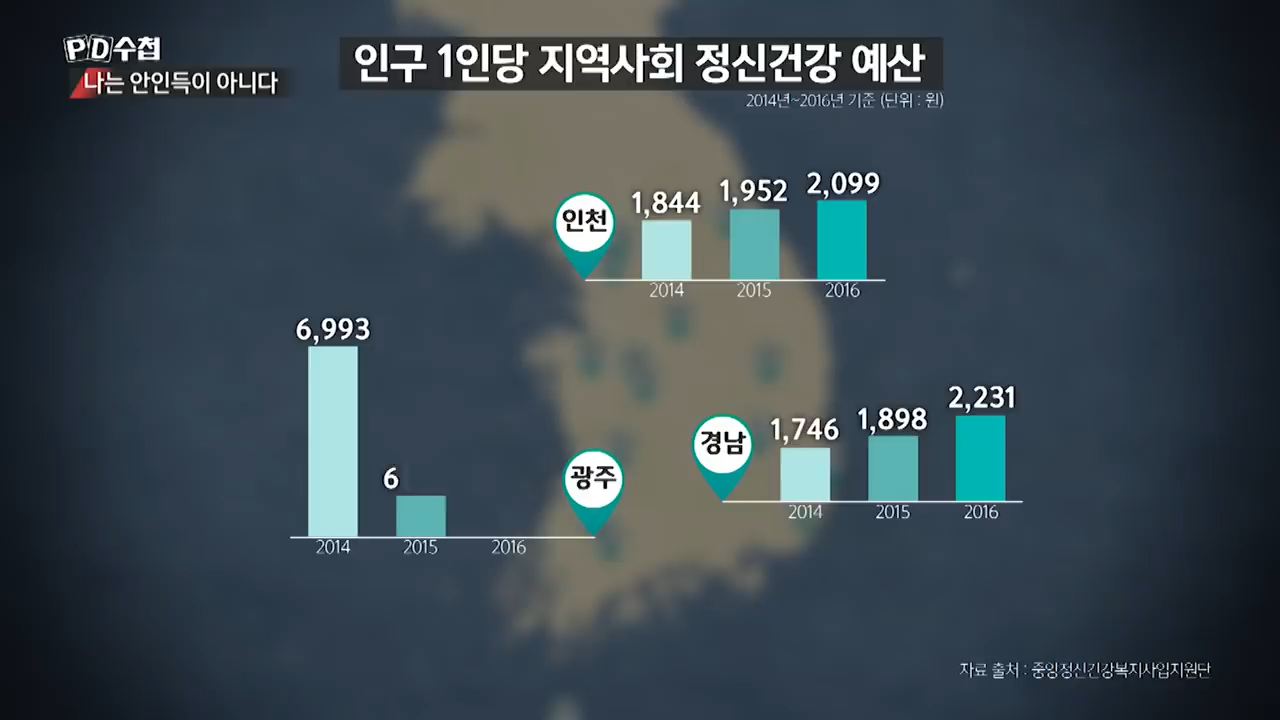 PD수첩
나는 안인득이 아니다
인구 1인당 지역사회 정신건강 예산
2014년~2016년 기준 (단위 : 원)
인천
1,844
1,952
2,099
2014
2015
2016
6,993
6
광주
2014
2015
2016
경남
1,746
1,898
2,231
2014
2015
2016
자료 출처 : 중앙정신건강복지사업지원단